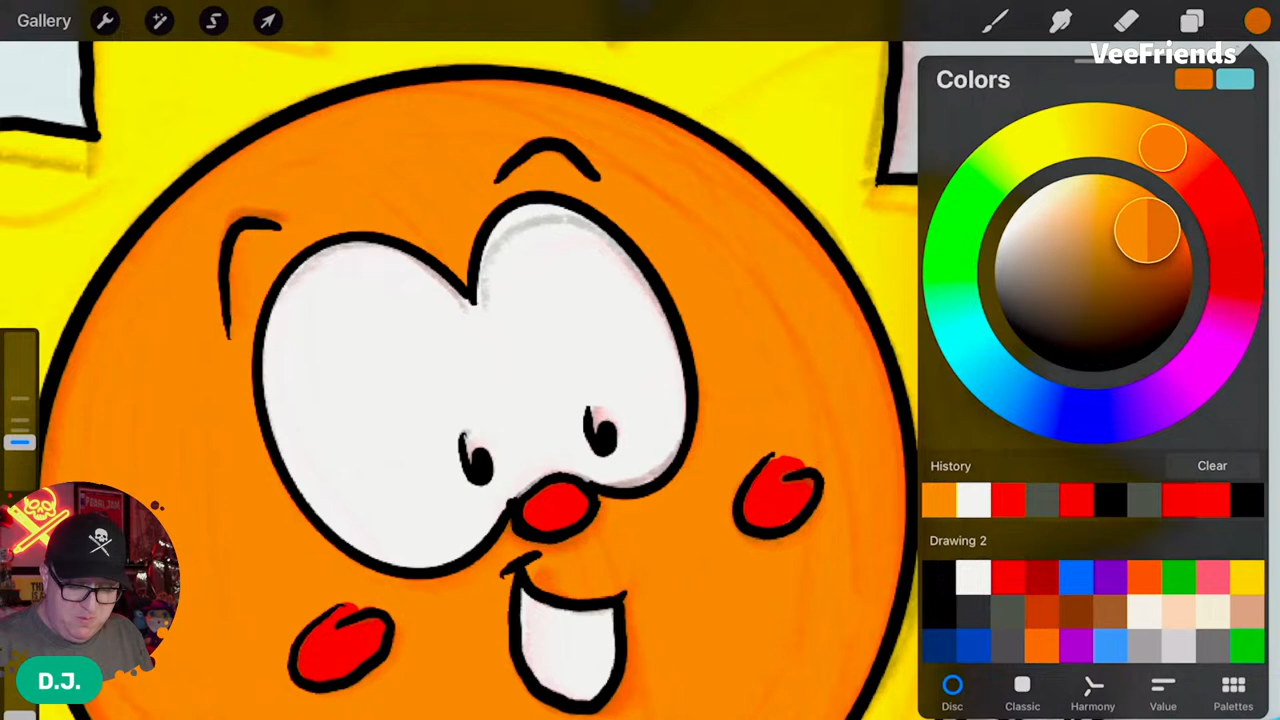 Gallery
VeeFriends
Colors
History
Clear
Drawing 2
Disc
Classic
Harmony
Value
Palettes
D.J.